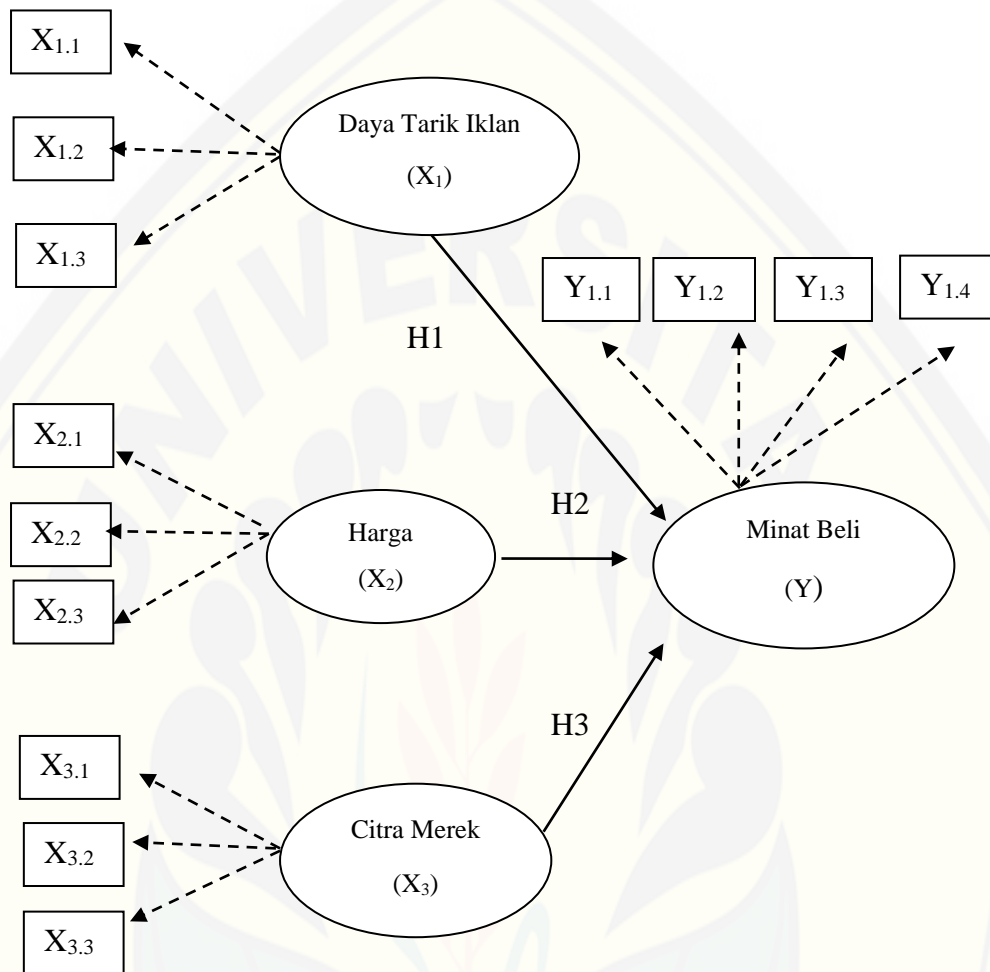 X1.1
X1.2
X1.3
Daya Tarik Iklan
(X1)
H1
Y1.1
Y1.2
Y1.3
Y1.4
X2.1
X2.2
X2.3
Harga
(X2)
H2
Minat Beli
(Y)
H3
X3.1
X3.2
X3.3
Citra Merek
(X3)
UNIVERSITA